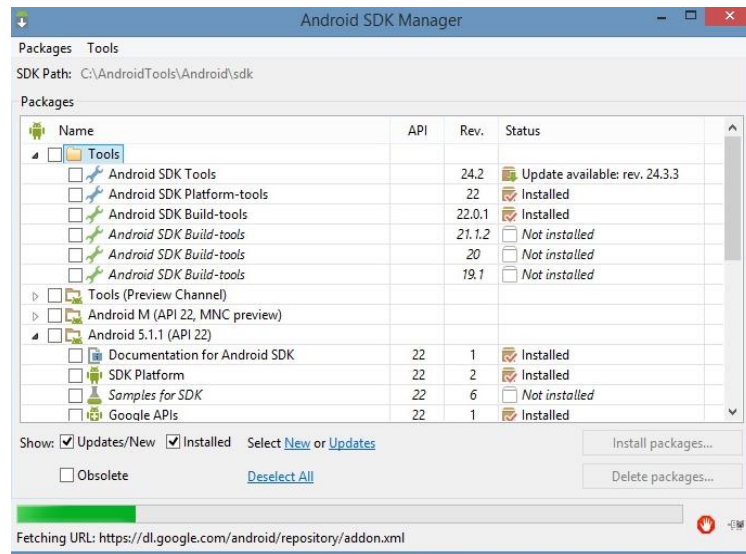 Android SDK Manager
Packages Tools
SDK Path: C:\AndroidTools\Android\sdk
Packages
Name API Rev. Status
Tools
Android SDK Tools 24.2 Update available: rev. 24.3.3
Android SDK Platform-tools 22 Installed
Android SDK Build-tools 22.0.1 Installed
Android SDK Build-tools 21.1.2 Not installed
Android SDK Build-tools 20 Not installed
Android SDK Build-tools 19.1 Not installed
Tools (Preview Channel)
Android M (API 22, MNC preview)
Android 5.1.1 (API 22)
Documentation for Android SDK 22 1 Installed
SDK Platform 22 2 Installed
Samples for SDK 22 6 Not installed
Google APIs 22 1 Installed
Show: Updates/New Installed Select New or Updates Install packages...
Obsolete Deselect All Delete packages...
Fetching URL: https://dl.google.com/android/repository/addon.xml